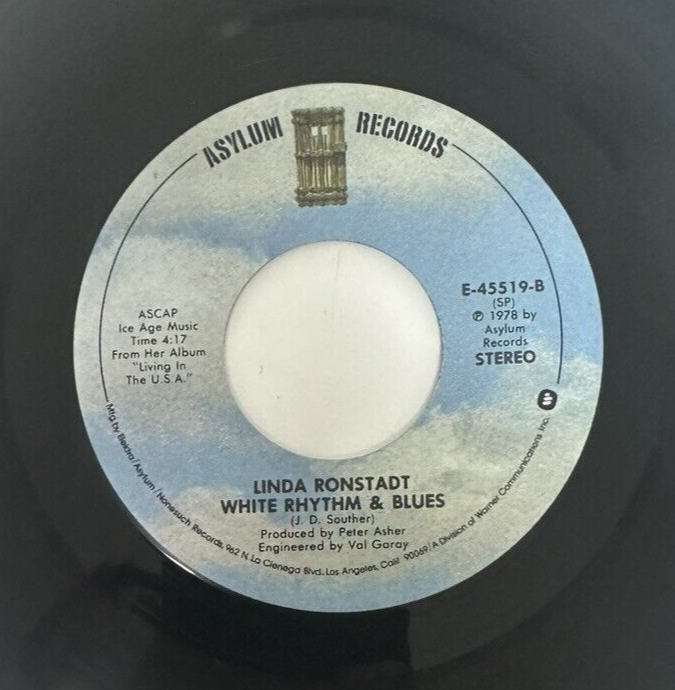 ASYLUM RECORDS
E-45519-B
(SP)
℗ 1978 by
Asylum
Records
STEREO
ASCAP
Ice Age Music
Time 4:17
From Her Album
"Living In
The U.S.A."
LINDA RONSTADT
WHITE RHYTHM & BLUES
(J. D. Souther)
Produced by Peter Asher
Engineered by Val Garay
Mfg by Elektra/Asylum/Nonesuch Records, 962 N. La Cienega Blvd., Los Angeles, Calif. 90069/A Division of Warner Communications Inc.